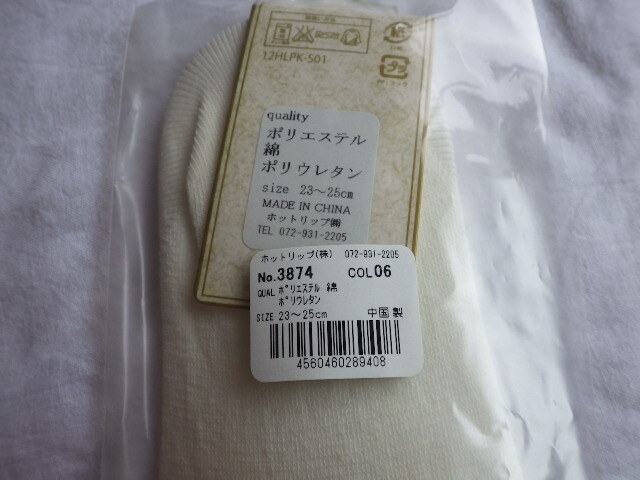 12HLPK-501
quality
ポリエステル
綿
ポリウレタン
size 23〜25cm
MADE IN CHINA
ホットリップ㈱
TEL 072-931-2205
ホットリップ(株) 072-931-2205
No.3874 COL06
QUAL ポリエステル 綿
ポリウレタン
SIZE 23〜25cm 中国製
4560460289408